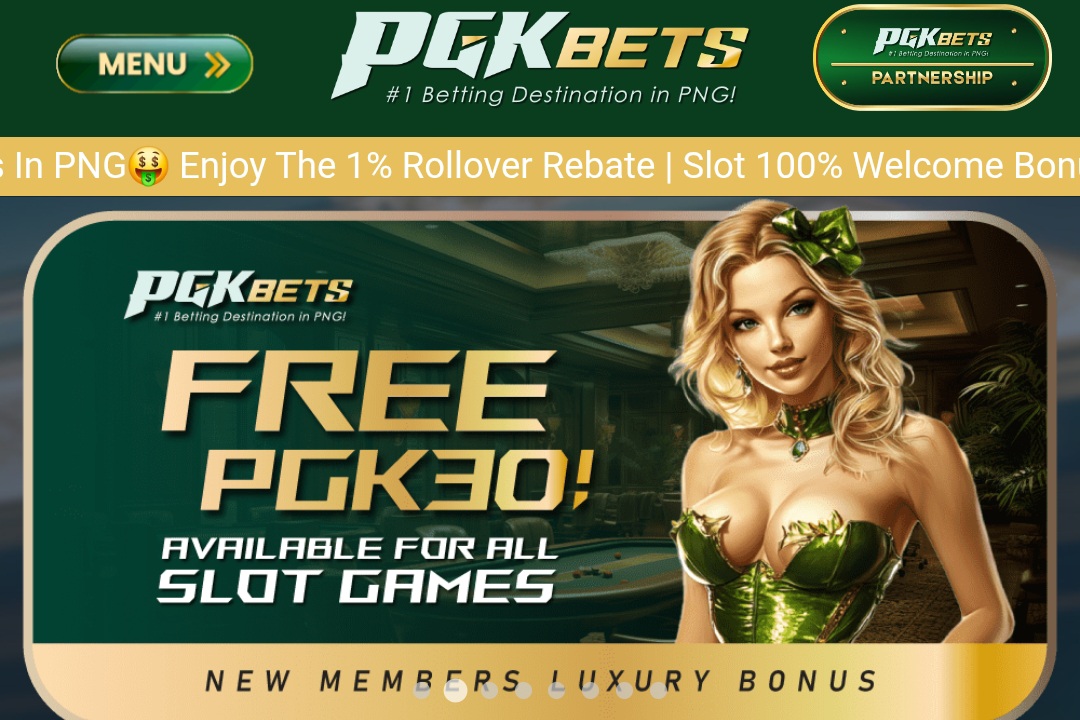 MENU
PGKBETS
#1 Betting Destination in PNG!
PGKBETS
#1 Betting Destination in PNG!
PARTNERSHIP
s In PNG🤑 Enjoy The 1% Rollover Rebate | Slot 100% Welcome Bonu
PGKBETS
#1 Betting Destination in PNG!
FREE
PGK30!
AVAILABLE FOR ALL
SLOT GAMES
NEW MEMBERS LUXURY BONUS